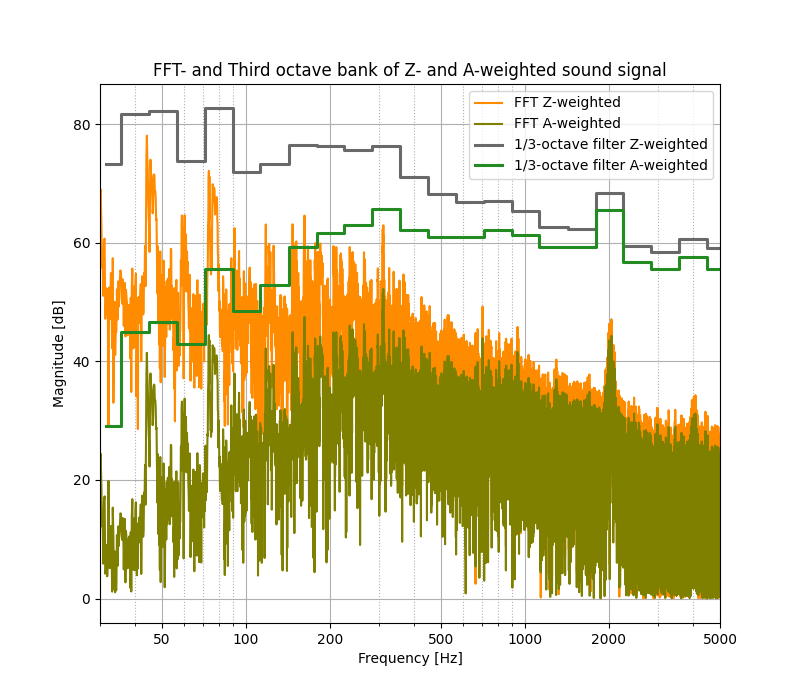 FFT- and Third octave bank of Z- and A-weighted sound signal
FFT Z-weighted
FFT A-weighted
1/3-octave filter Z-weighted
1/3-octave filter A-weighted
Magnitude [dB]
80
60
40
20
0
50 100 200 500 1000 2000 5000
Frequency [Hz]